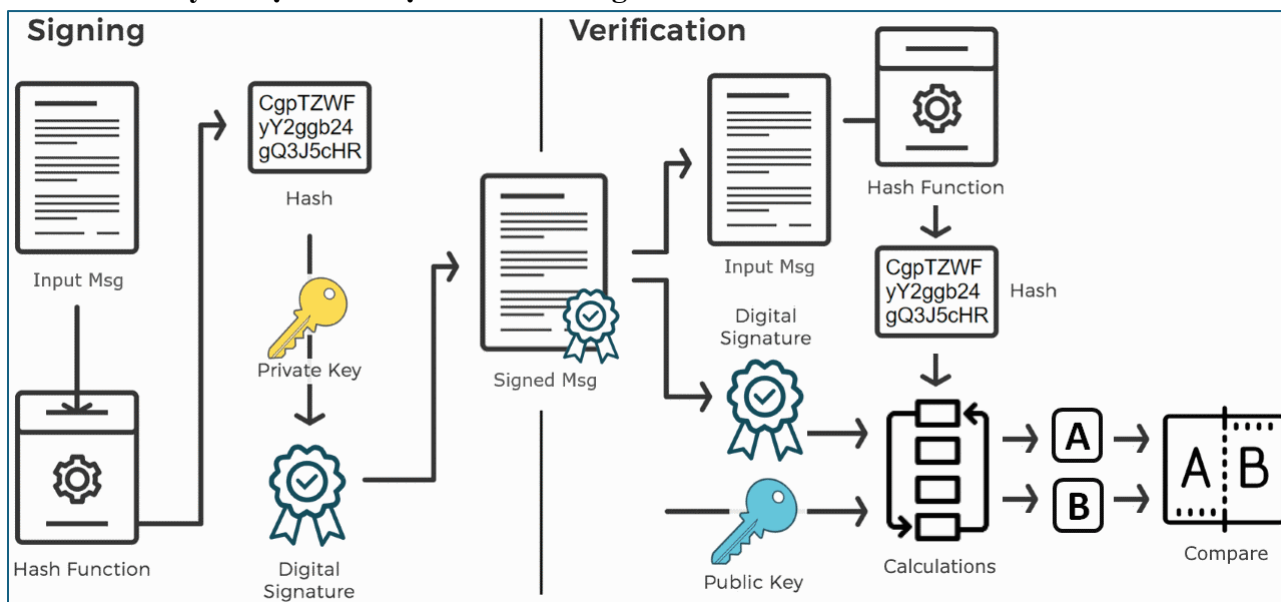 Signing
Input Msg
Hash Function
CgpTZWF
yY2ggb24
gQ3J5cHR
Hash
Private Key
Digital
Signature
Signed Msg
Verification
Input Msg
Hash Function
CgpTZWF
yY2ggb24
gQ3J5cHR
Hash
Digital
Signature
Public Key
Calculations
A
B
A B
Compare